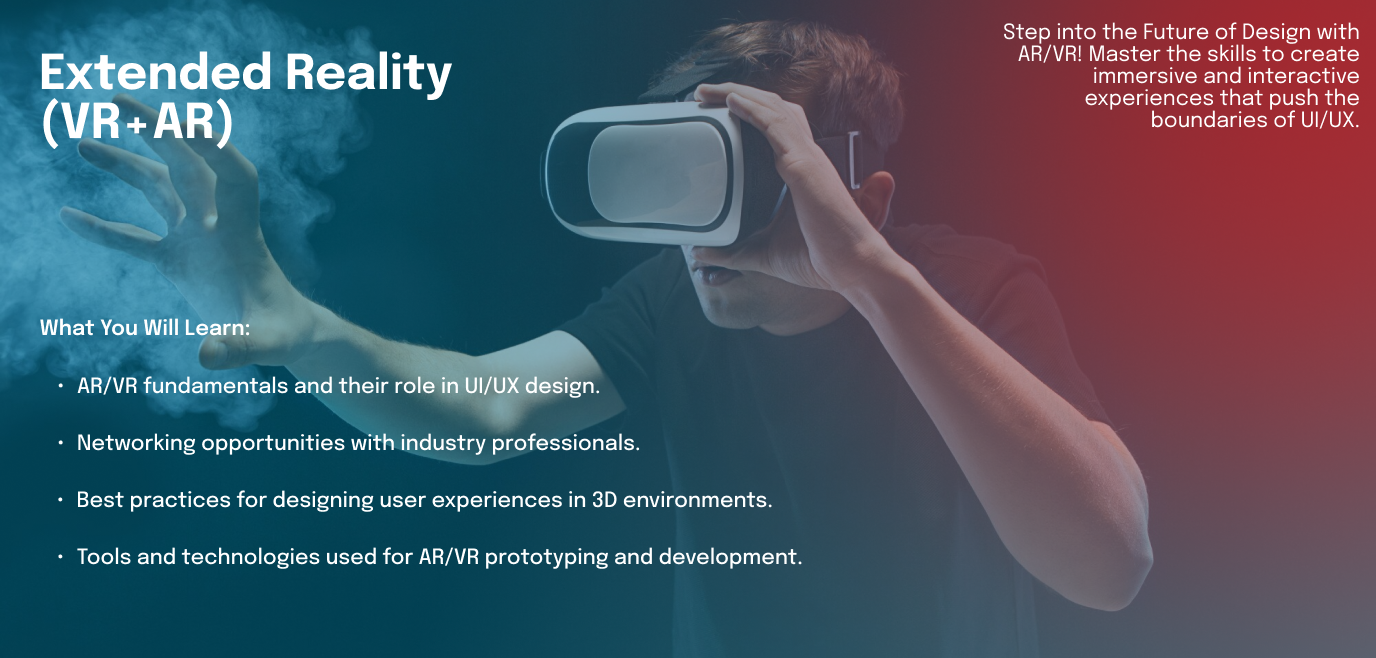 Extended Reality
(VR+AR)
Step into the Future of Design with
AR/VR! Master the skills to create
immersive and interactive
experiences that push the
boundaries of UI/UX.
What You Will Learn:
• AR/VR fundamentals and their role in UI/UX design.
• Networking opportunities with industry professionals.
• Best practices for designing user experiences in 3D environments.
• Tools and technologies used for AR/VR prototyping and development.